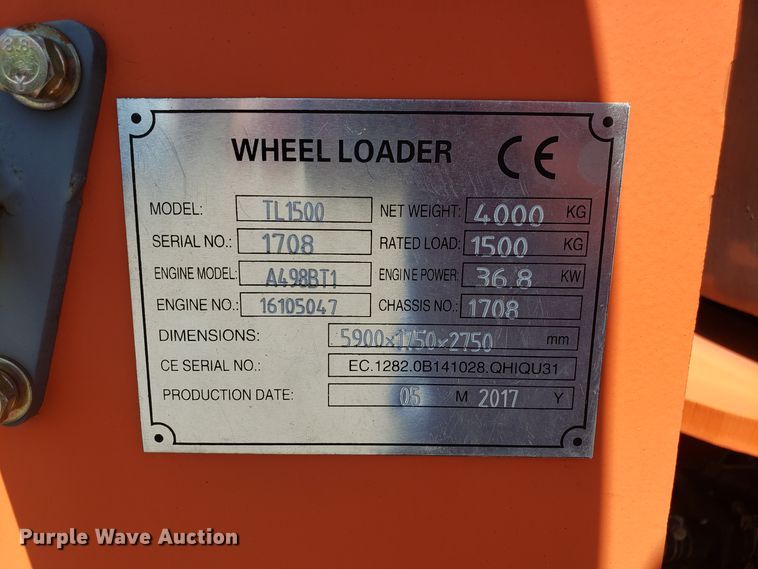 8.8
WHEEL LOADER CE
MODEL: TL1500 NET WEIGHT: 4000 KG
SERIAL NO.: 1708 RATED LOAD: 1500 KG
ENGINE MODEL: A498BT1 ENGINE POWER: 36.8 KW
ENGINE NO.: 16105047 CHASSIS NO.: 1708
DIMENSIONS: 5900×1750×2750 mm
CE SERIAL NO.: EC.1282.0B141028.QHIQU31
PRODUCTION DATE: 05 M 2017 Y
Purple Wave Auction